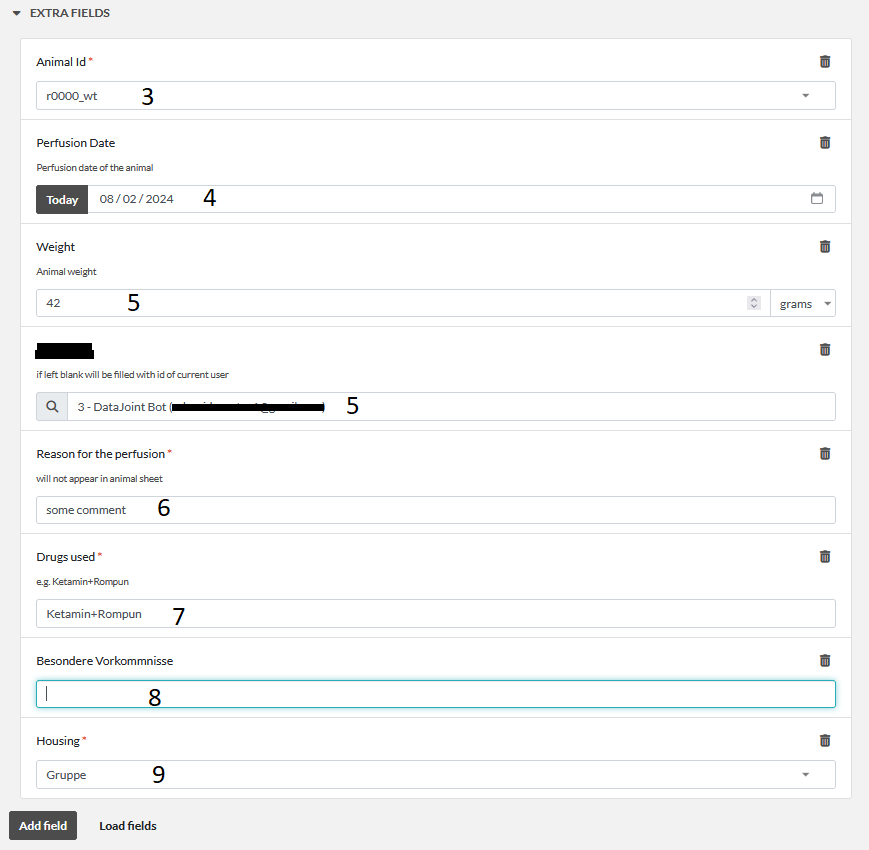 EXTRA FIELDS
Animal Id *
r0000_wt 3
Perfusion Date
Perfusion date of the animal
Today 08 / 02 / 2024 4
Weight
Animal weight
42 5 grams
if left blank will be filled with id of current user
3 - DataJoint Bot ( ) 5
Reason for the perfusion *
will not appear in animal sheet
some comment 6
Drugs used *
e.g. Ketamin+Rompun
Ketamin+Rompun 7
Besondere Vorkommnisse
8
Housing *
Gruppe 9
Add field Load fields